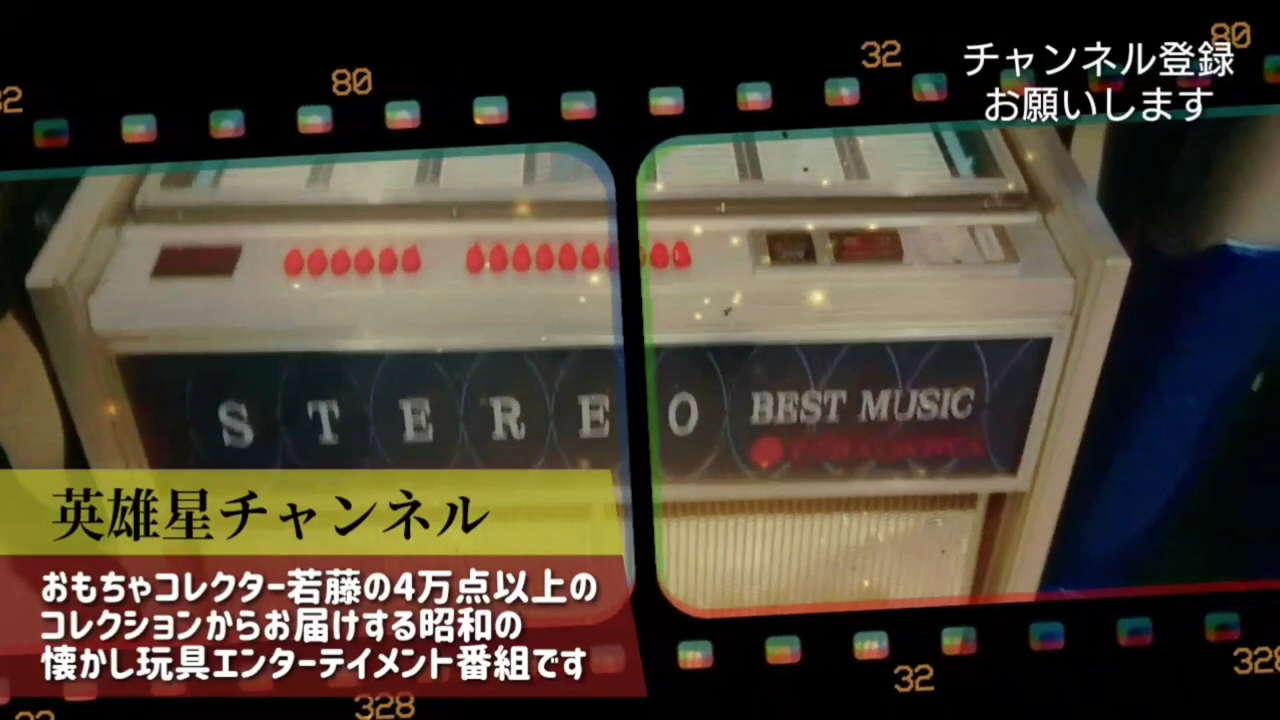 80
32
80
32
チャンネル登録
お願いします
STEREO
BEST MUSIC
英雄星チャンネル
おもちゃコレクター若藤の4万点以上の
コレクションからお届けする昭和の
懐かし玩具エンターテイメント番組です
32
328
328